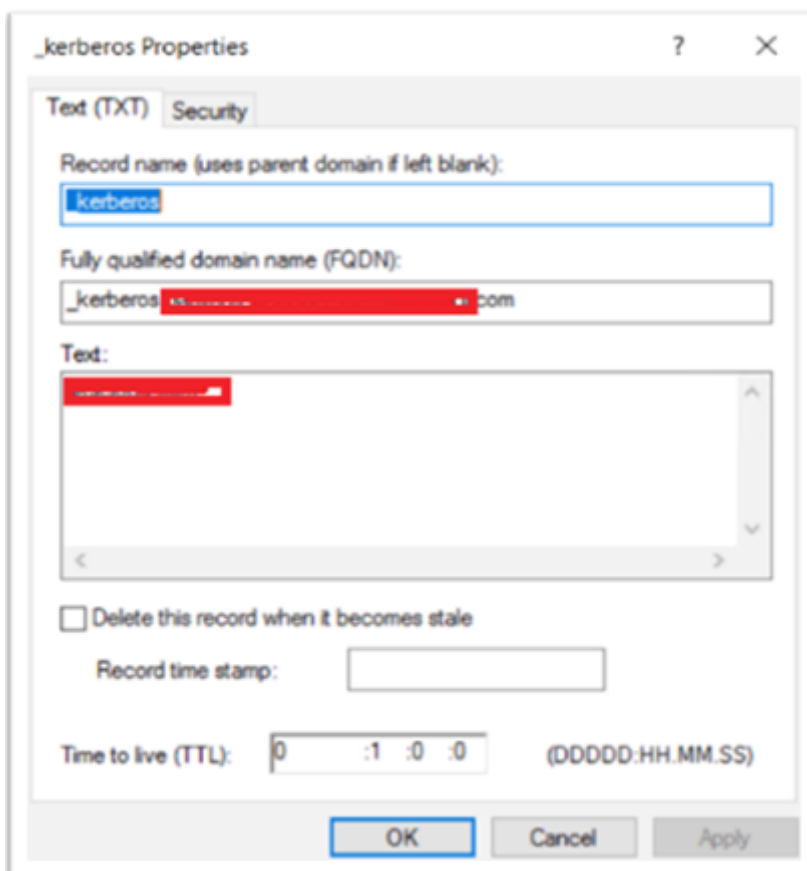 _kerberos Properties
?
Text (TXT) Security
Record name (uses parent domain if left blank):
_kerberos
Fully qualified domain name (FQDN):
_kerberos com
Text:
Delete this record when it becomes stale
Record time stamp:
Time to live (TTL): 0 :1 :0 :0 (DDDDD:HH.MM.SS)
OK Cancel Apply